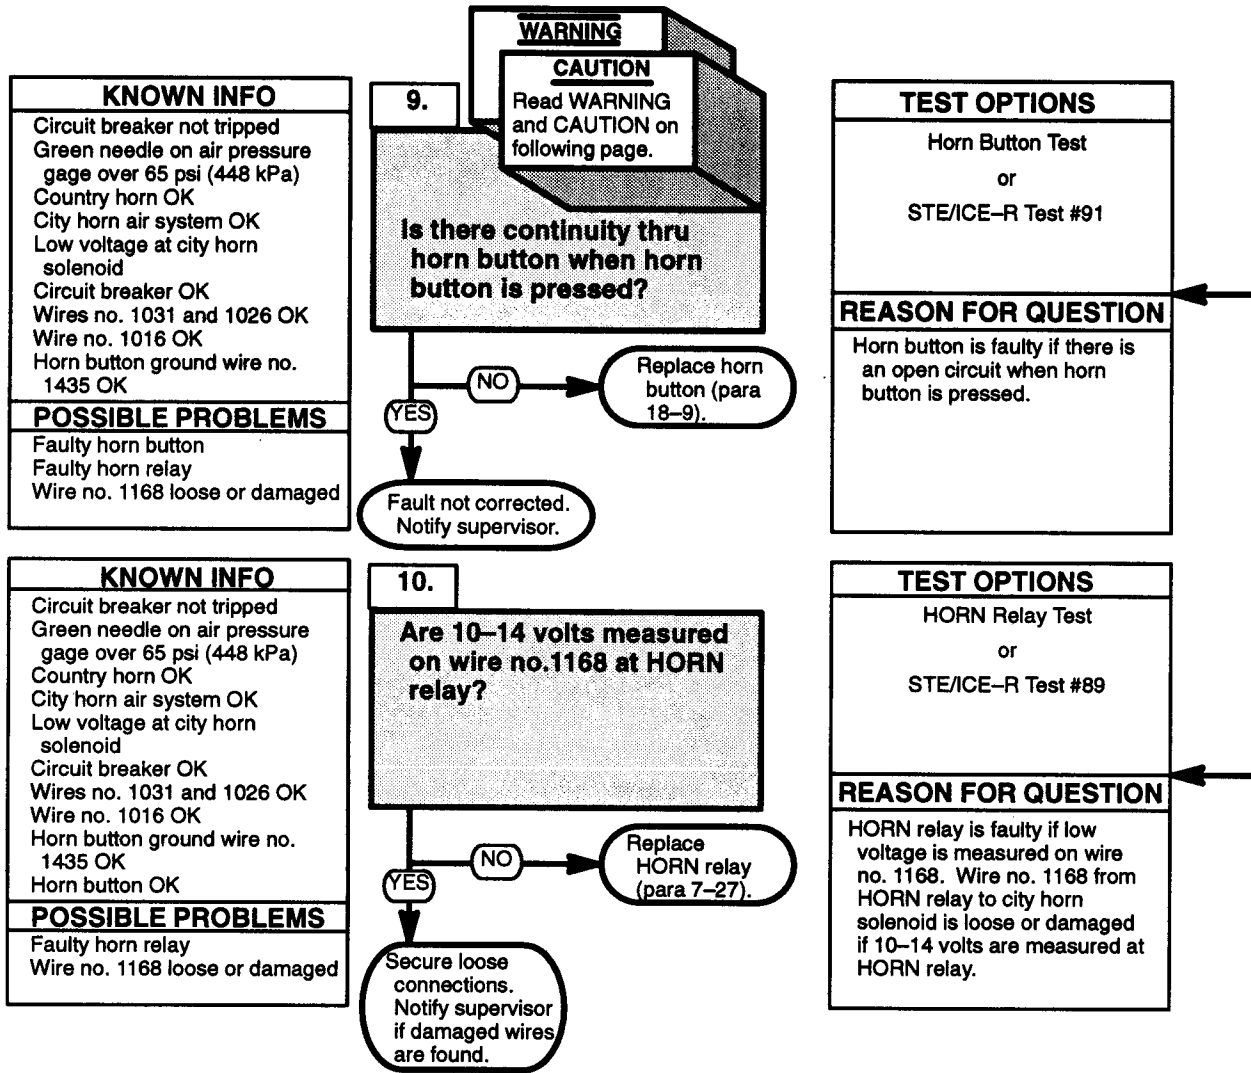 WARNING
CAUTION
Read WARNING
and CAUTION on
following page.
KNOWN INFO
Circuit breaker not tripped
Green needle on air pressure
gage over 65 psi (448 kPa)
Country horn OK
City horn air system OK
Low voltage at city horn
solenoid
Circuit breaker OK
Wires no. 1031 and 1026 OK
Wire no. 1016 OK
Horn button ground wire no.
1435 OK
POSSIBLE PROBLEMS
Faulty horn button
Faulty horn relay
Wire no. 1168 loose or damaged
9.
Is there continuity thru
horn button when horn
button is pressed?
NO
Replace horn
button (para
18–9).
YES
Fault not corrected.
Notify supervisor.
TEST OPTIONS
Horn Button Test
or
STE/ICE–R Test #91
REASON FOR QUESTION
Horn button is faulty if there is
an open circuit when horn
button is pressed.
KNOWN INFO
Circuit breaker not tripped
Green needle on air pressure
gage over 65 psi (448 kPa)
Country horn OK
City horn air system OK
Low voltage at city horn
solenoid
Circuit breaker OK
Wires no. 1031 and 1026 OK
Wire no. 1016 OK
Horn button ground wire no.
1435 OK
Horn button OK
POSSIBLE PROBLEMS
Faulty horn relay
Wire no. 1168 loose or damaged
10.
Are 10–14 volts measured
on wire no.1168 at HORN
relay?
NO
Replace
HORN relay
(para 7–27).
YES
Secure loose
connections.
Notify supervisor
if damaged wires
are found.
TEST OPTIONS
HORN Relay Test
or
STE/ICE–R Test #89
REASON FOR QUESTION
HORN relay is faulty if low
voltage is measured on wire
no. 1168. Wire no. 1168 from
HORN relay to city horn
solenoid is loose or damaged
if 10–14 volts are measured at
HORN relay.